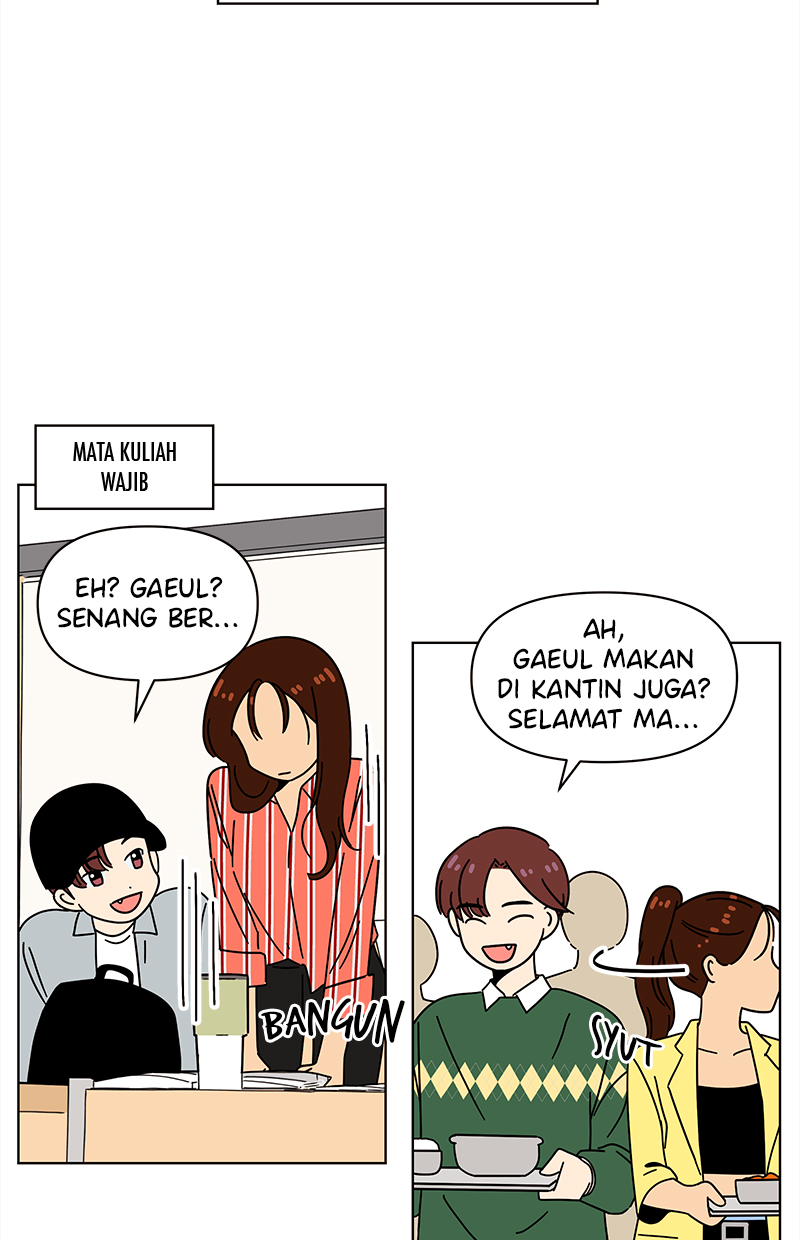 MATA KULIAH
WAJIB
EH? GAEUL?
SENANG BER...
BANGUN
AH,
GAEUL MAKAN
DI KANTIN JUGA?
SELAMAT MA...
SYUT